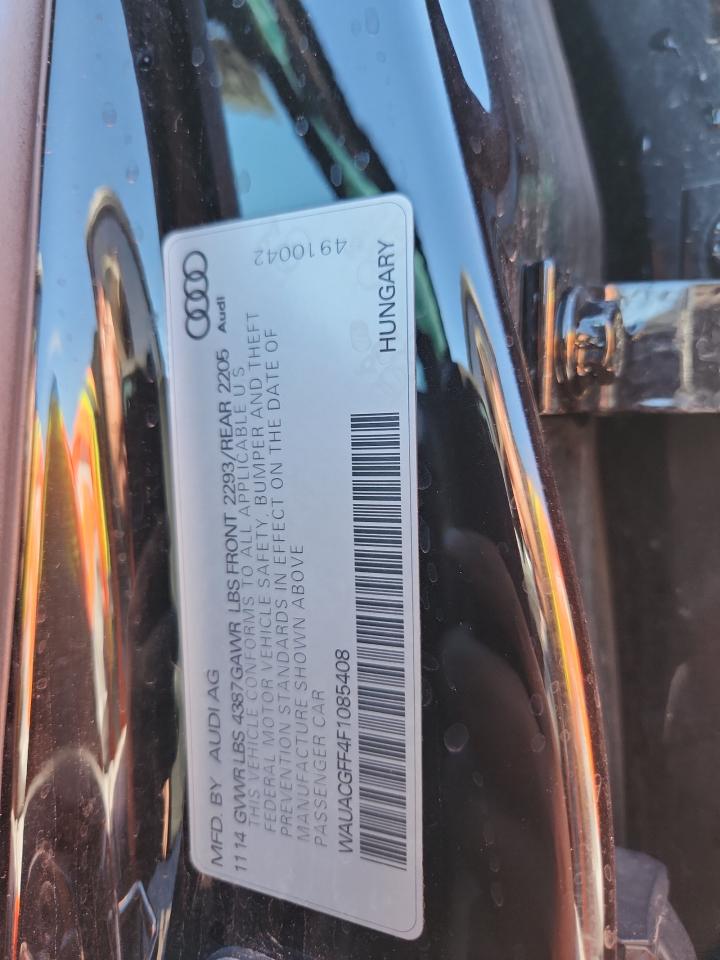 MFD. BY AUDI AG
Audi
1114 GVWR LBS 4387 GAWR LBS FRONT 2293/REAR 2205
THIS VEHICLE CONFORMS TO ALL APPLICABLE U S
FEDERAL MOTOR VEHICLE SAFETY, BUMPER AND THEFT
PREVENTION STANDARDS IN EFFECT ON THE DATE OF
MANUFACTURE SHOWN ABOVE
PASSENGER CAR
WAUACGFF4F1085408
HUNGARY
4910042